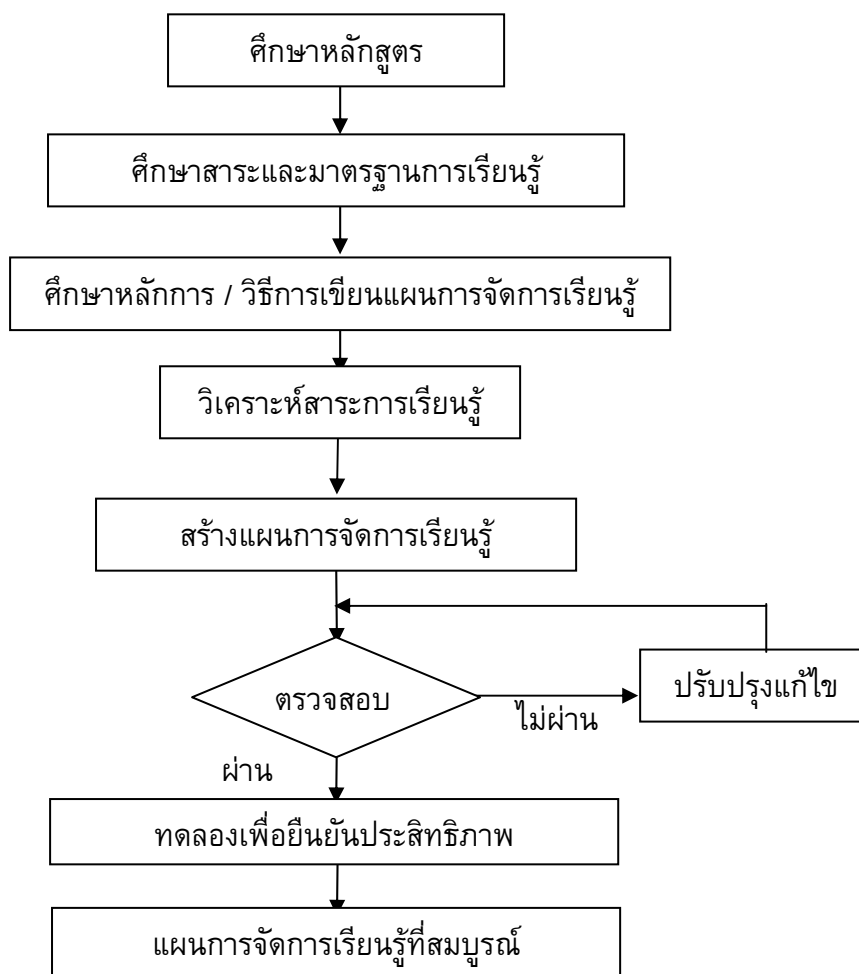 ศึกษาหลักสูตร
ศึกษาสาระและมาตรฐานการเรียนรู้
ศึกษาหลักการ / วิธีการเขียนแผนการจัดการเรียนรู้
วิเคราะห์สาระการเรียนรู้
สร้างแผนการจัดการเรียนรู้
ตรวจสอบ
ไม่ผ่าน
ปรับปรุงแก้ไข
ผ่าน
ทดลองเพื่อยืนยันประสิทธิภาพ
แผนการจัดการเรียนรู้ที่สมบูรณ์